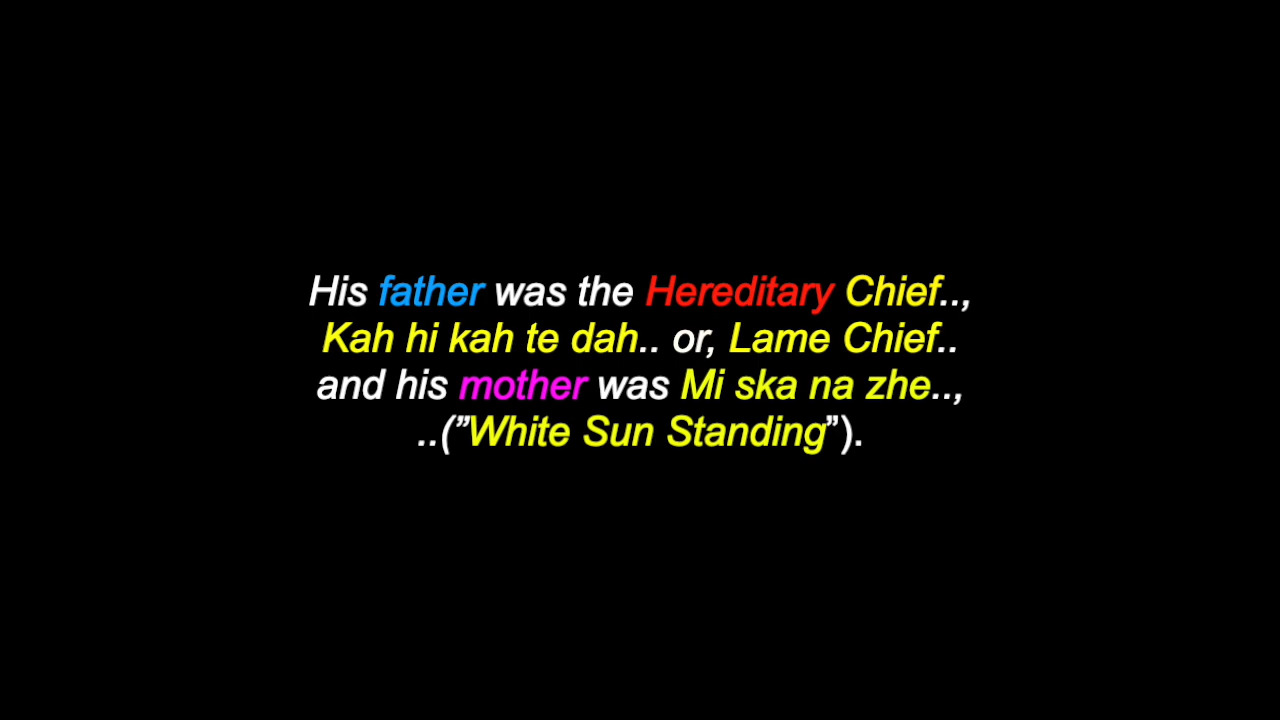 His father was the Hereditary Chief..,
Kah hi kah te dah.. or, Lame Chief..
and his mother was Mi ska na zhe..,
..(”White Sun Standing”).